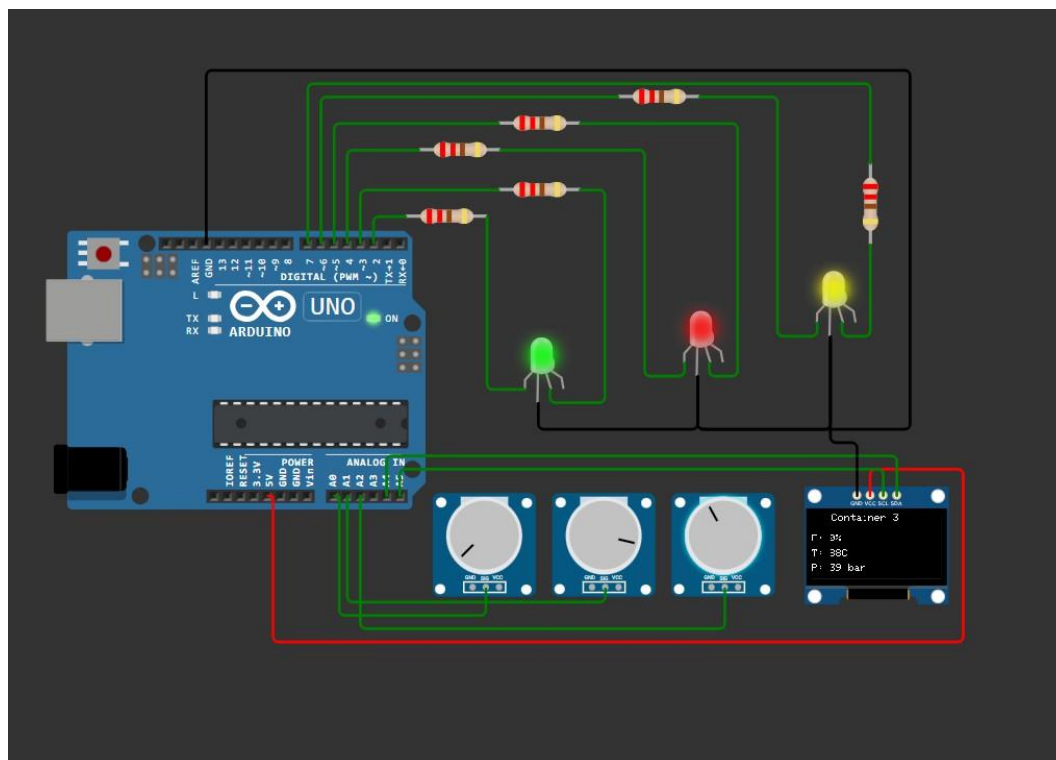 AREF
GND
13
12
~11
~10
~9
8
7
~6
~5
4
~3
2
TX→1
RX←0
DIGITAL (PWM ~)
L
TX
RX
ARDUINO
UNO
ON
IOREF
RESET
3.3V
5V
GND
GND
Vin
POWER
ANALOG IN
A0
A1
A2
A3
GND SIG VCC
GND SIG VCC
GND SIG VCC
GND VCC SCL SDA
Container 3
T: 38C
P: 39 bar